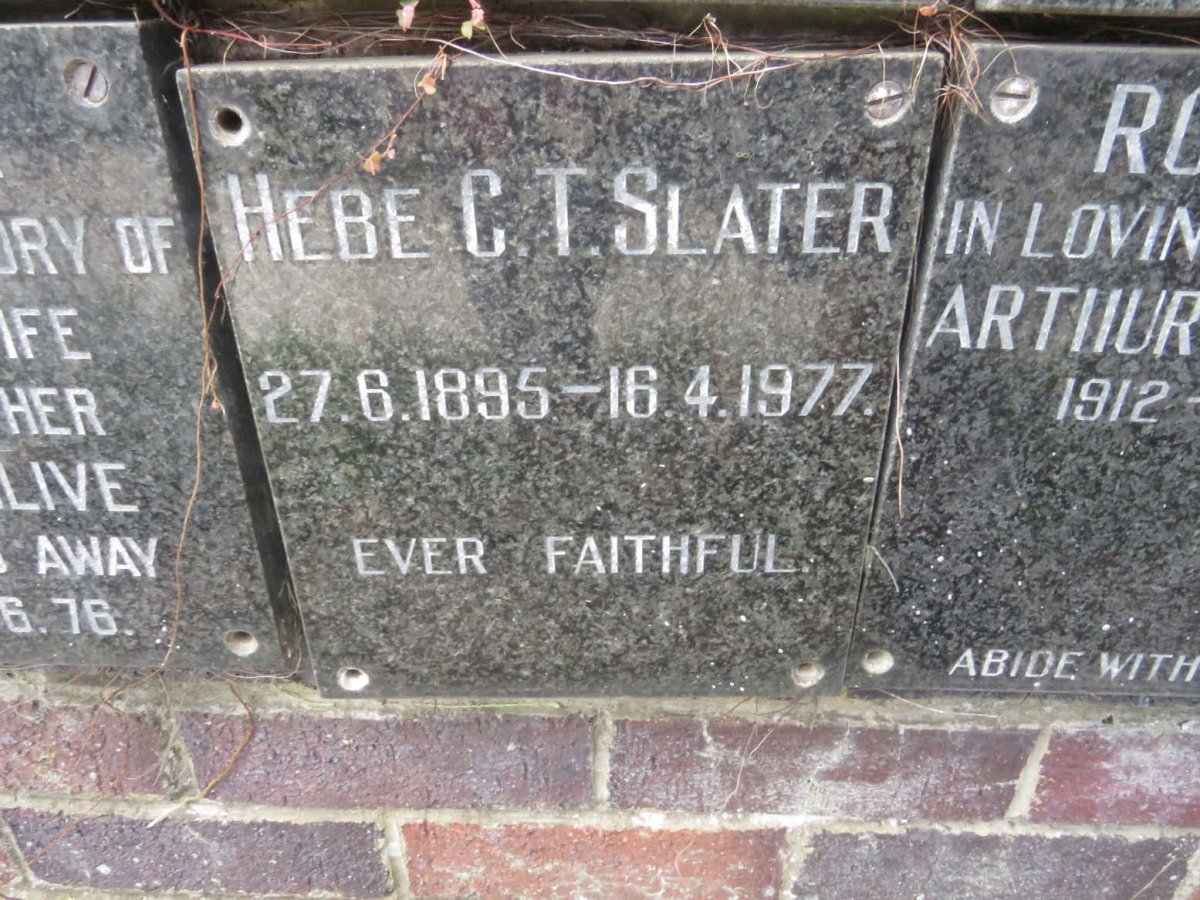 ORY OF
IFE
HER
LIVE
AWAY
6.76.
HEBE C.T. SLATER
27.6.1895–16.4.1977.
EVER FAITHFUL.
RO
IN LOVIN
ARTHUR
1912 –
ABIDE WITH